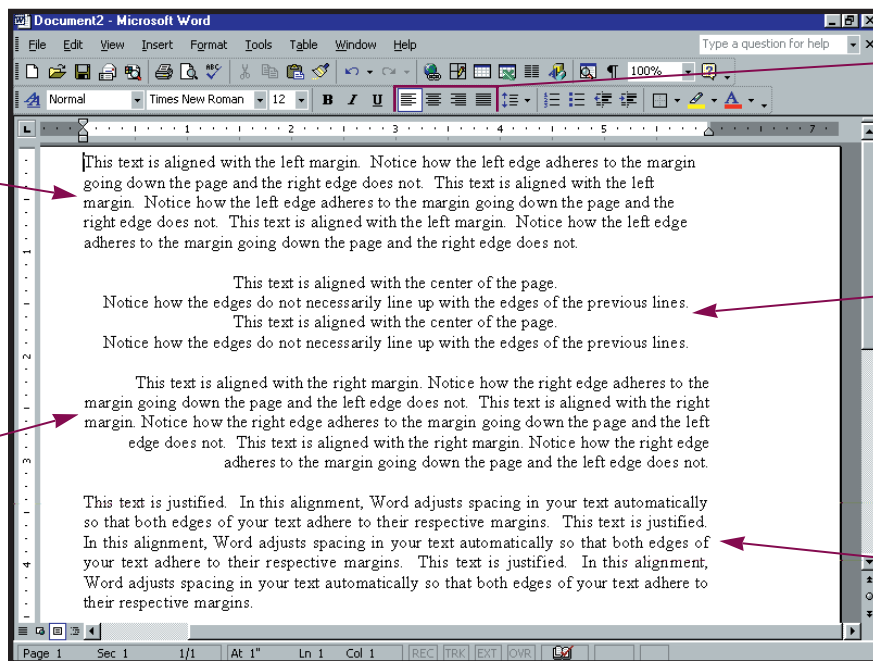 Document2 - Microsoft Word
File Edit View Insert Format Tools Table Window Help Type a question for help
100%
Normal Times New Roman 12 B I U A
1 2 3 4 5 7
This text is aligned with the left margin. Notice how the left edge adheres to the margin
going down the page and the right edge does not. This text is aligned with the left
margin. Notice how the left edge adheres to the margin going down the page and the
right edge does not. This text is aligned with the left margin. Notice how the left edge
adheres to the margin going down the page and the right edge does not.
This text is aligned with the center of the page.
Notice how the edges do not necessarily line up with the edges of the previous lines.
This text is aligned with the center of the page.
Notice how the edges do not necessarily line up with the edges of the previous lines.
This text is aligned with the right margin. Notice how the right edge adheres to the
margin going down the page and the left edge does not. This text is aligned with the right
margin. Notice how the right edge adheres to the margin going down the page and the left
edge does not. This text is aligned with the right margin. Notice how the right edge
adheres to the margin going down the page and the left edge does not.
This text is justified. In this alignment, Word adjusts spacing in your text automatically
so that both edges of your text adhere to their respective margins. This text is justified.
In this alignment, Word adjusts spacing in your text automatically so that both edges of
your text adhere to their respective margins. This text is justified. In this alignment,
Word adjusts spacing in your text automatically so that both edges of your text adhere to
their respective margins.
Page 1 Sec 1 1/1 At 1" Ln 1 Col 1 REC TRK EXT OVR